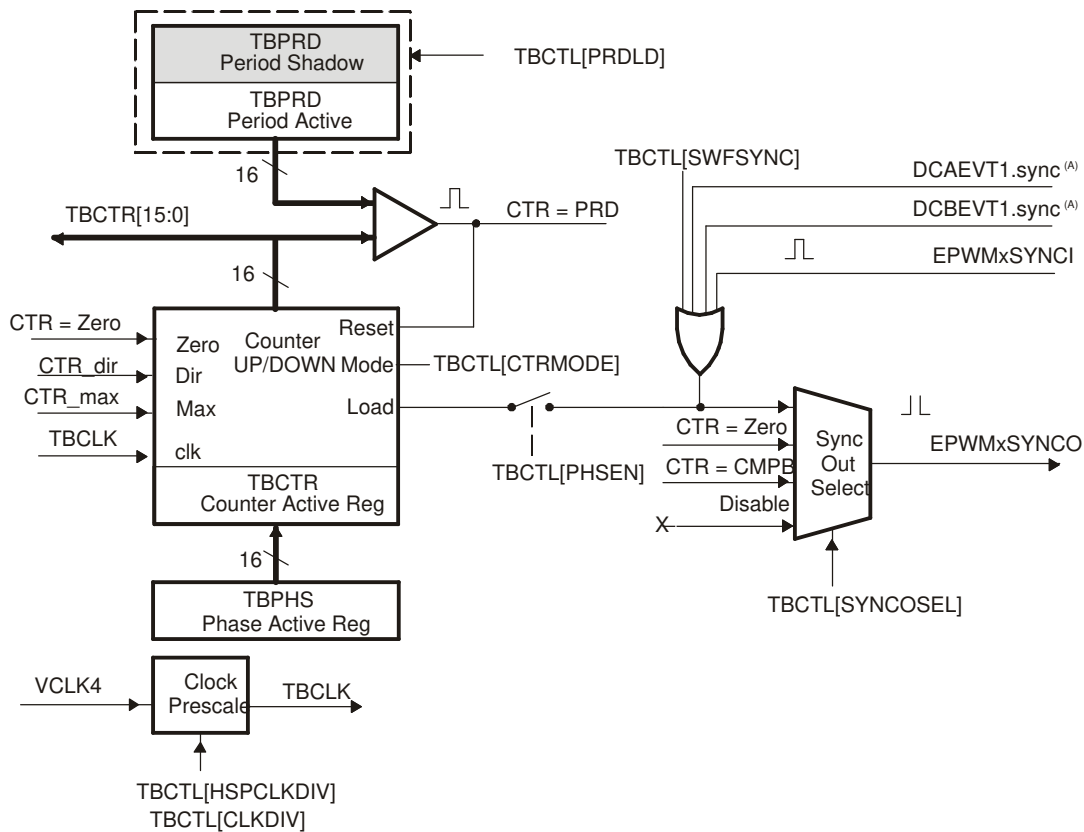 TBPRD
Period Shadow
TBCTL[PRDLD]
TBPRD
Period Active
16
TBCTL[SWFSYNC]
DCAEVT1.sync (A)
DCBEVT1.sync (A)
EPWMxSYNCI
TBCTR[15:0]
CTR = PRD
16
CTR = Zero
CTR_dir
CTR_max
TBCLK
Zero
Dir
Max
clk
Counter
UP/DOWN
Reset
Mode
Load
TBCTL[CTRMODE]
TBCTR
Counter Active Reg
TBCTL[PHSEN]
CTR = Zero
CTR = CMPB
Disable
X
Sync
Out
Select
EPWMxSYNCO
TBCTL[SYNCOSEL]
16
TBPHS
Phase Active Reg
VCLK4
Clock
Prescale
TBCLK
TBCTL[HSPCLKDIV]
TBCTL[CLKDIV]